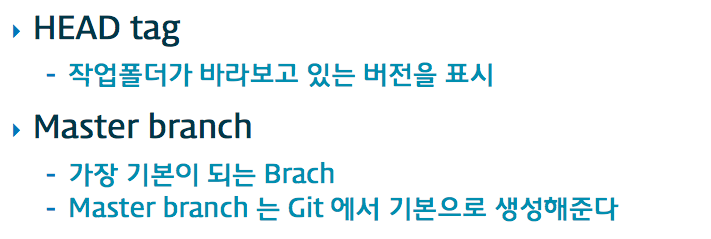 HEAD tag
- 작업폴더가 바라보고 있는 버전을 표시
Master branch
- 가장 기본이 되는 Brach
- Master branch 는 Git 에서 기본으로 생성해준다